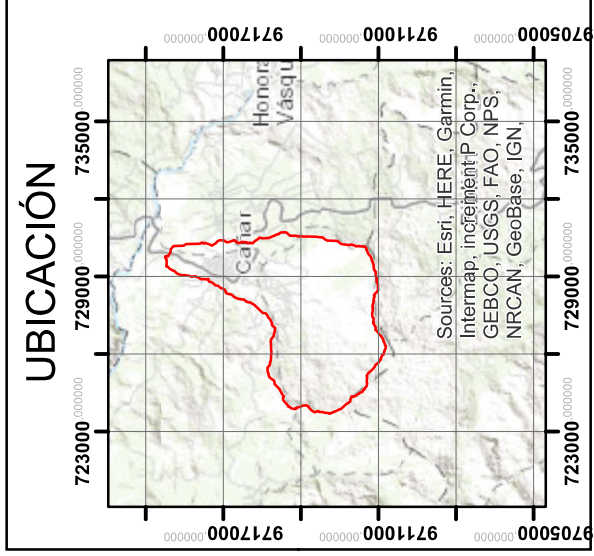 UBICACIÓN
723000,000000
729000,000000
735000,000000
9717000,000000
9711000,000000
9705000,000000
9717000,000000
9711000,000000
9705000,000000
Honora
Vásqu
Cañar
Sources: Esri, HERE, Garmin,
Intermap, increment P Corp.,
GEBCO, USGS, FAO, NPS,
NRCAN, GeoBase, IGN,
723000,000000
729000,000000
735000,000000